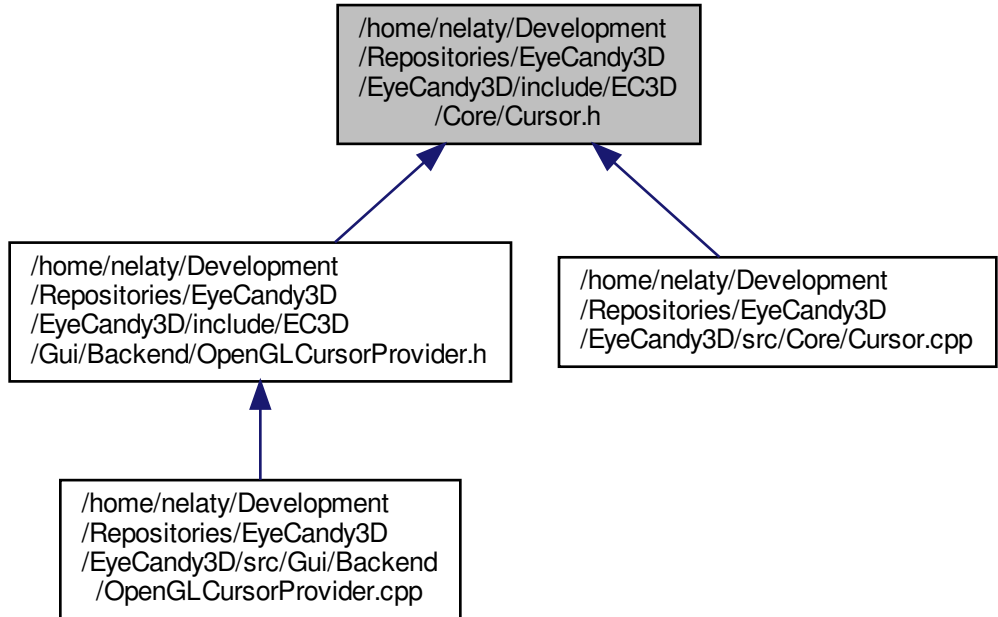 /home/nelaty/Development
/Repositories/EyeCandy3D
/EyeCandy3D/include/EC3D
/Core/Cursor.h
/home/nelaty/Development
/Repositories/EyeCandy3D
/EyeCandy3D/include/EC3D
/Gui/Backend/OpenGLCursorProvider.h
/home/nelaty/Development
/Repositories/EyeCandy3D
/EyeCandy3D/src/Core/Cursor.cpp
/home/nelaty/Development
/Repositories/EyeCandy3D
/EyeCandy3D/src/Gui/Backend
/OpenGLCursorProvider.cpp